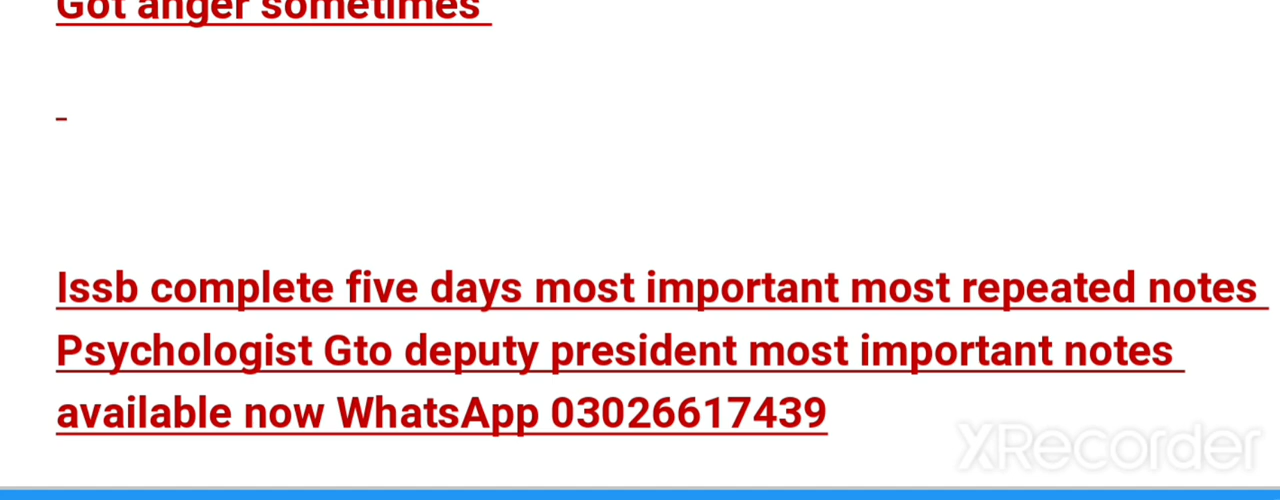 Got anger sometimes
-
Issb complete five days most important most repeated notes
Psychologist Gto deputy president most important notes
available now WhatsApp 03026617439
XRecorder